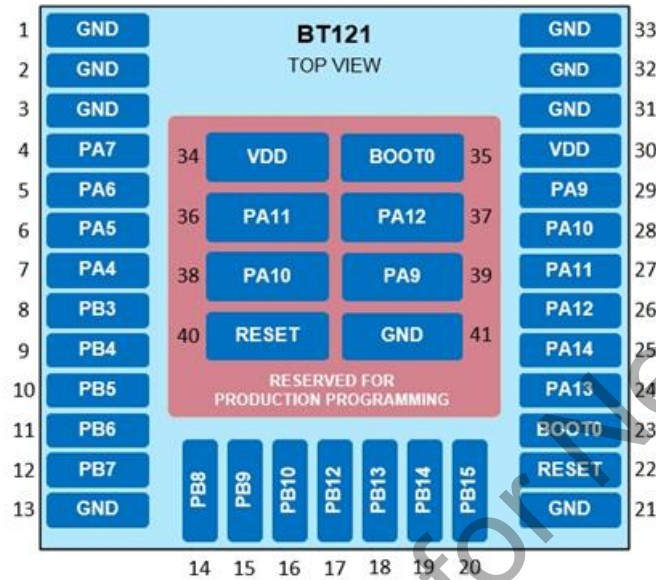 BT121
TOP VIEW
1 GND
2 GND
3 GND
4 PA7
5 PA6
6 PA5
7 PA4
8 PB3
9 PB4
10 PB5
11 PB6
12 PB7
13 GND
34 VDD BOOT0 35
36 PA11 PA12 37
38 PA10 PA9 39
40 RESET GND 41
RESERVED FOR
PRODUCTION PROGRAMMING
PB8 PB9 PB10 PB12 PB13 PB14 PB15
14 15 16 17 18 19 20
GND 33
GND 32
GND 31
VDD 30
PA9 29
PA10 28
PA11 27
PA12 26
PA14 25
PA13 24
BOOT0 23
RESET 22
GND 21
for